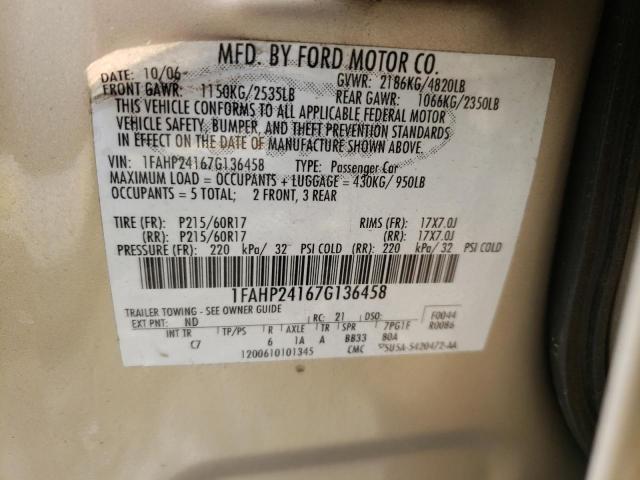 MFD. BY FORD MOTOR CO.
DATE: 10/06 GVWR: 2186KG/4820LB
FRONT GAWR: 1150KG/2535LB REAR GAWR: 1066KG/2350LB
THIS VEHICLE CONFORMS TO ALL APPLICABLE FEDERAL MOTOR
VEHICLE SAFETY, BUMPER, AND THEFT PREVENTION STANDARDS
IN EFFECT ON THE DATE OF MANUFACTURE SHOWN ABOVE.
VIN: 1FAHP24167G136458 TYPE: Passenger Car
MAXIMUM LOAD = OCCUPANTS + LUGGAGE = 430KG/ 950LB
OCCUPANTS = 5 TOTAL; 2 FRONT, 3 REAR
TIRE (FR): P215/60R17 RIMS (FR): 17X7.0J
(RR): P215/60R17 (RR): 17X7.0J
PRESSURE (FR): 220 kPa/ 32 PSI COLD (RR): 220 kPa/ 32 PSI COLD
1FAHP24167G136458
TRAILER TOWING - SEE OWNER GUIDE F0044
EXT PNT: ND RC: 21 DSO: R0086
INT TR TP/PS R AXLE TR SPR 7PG1F
C7 6 1A A BB33 80A
1200610101345 CMC 5U5A-5420472-AA